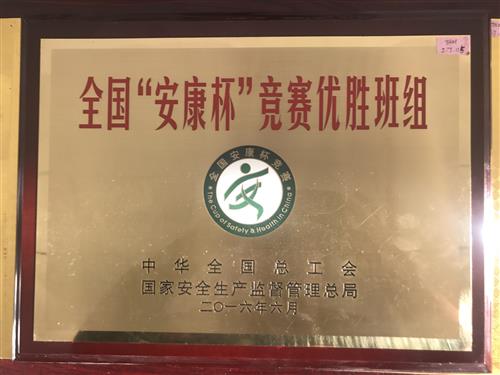 全国“安康杯”竞赛优胜班组
全国安康杯竞赛
The Cup of Safety & Health in China
中华全国总工会
国家安全生产监督管理总局
二〇一六年六月